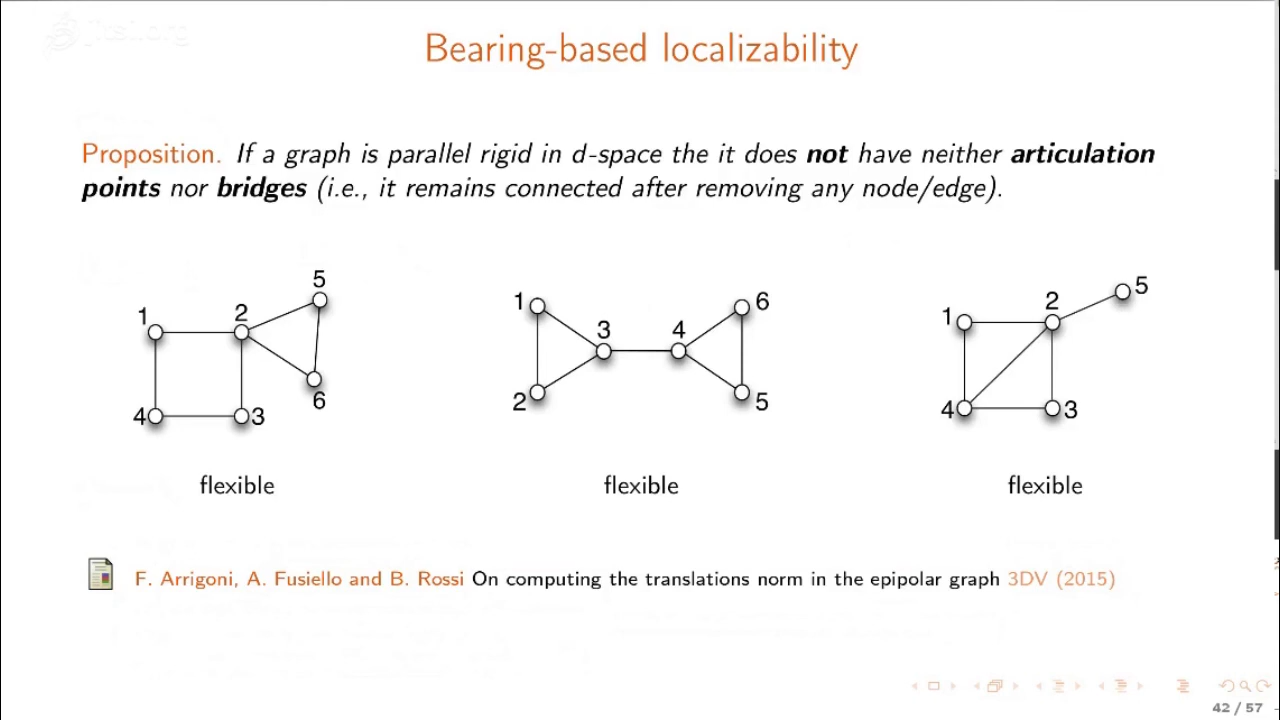 Bearing-based localizability
Proposition. If a graph is parallel rigid in d-space the it does not have neither articulation
points nor bridges (i.e., it remains connected after removing any node/edge).
1 2 5
4 3 6
flexible
1 3 4 6
2 5
flexible
1 2 5
4 3
flexible
F. Arrigoni, A. Fusiello and B. Rossi On computing the translations norm in the epipolar graph 3DV (2015)
42 / 57